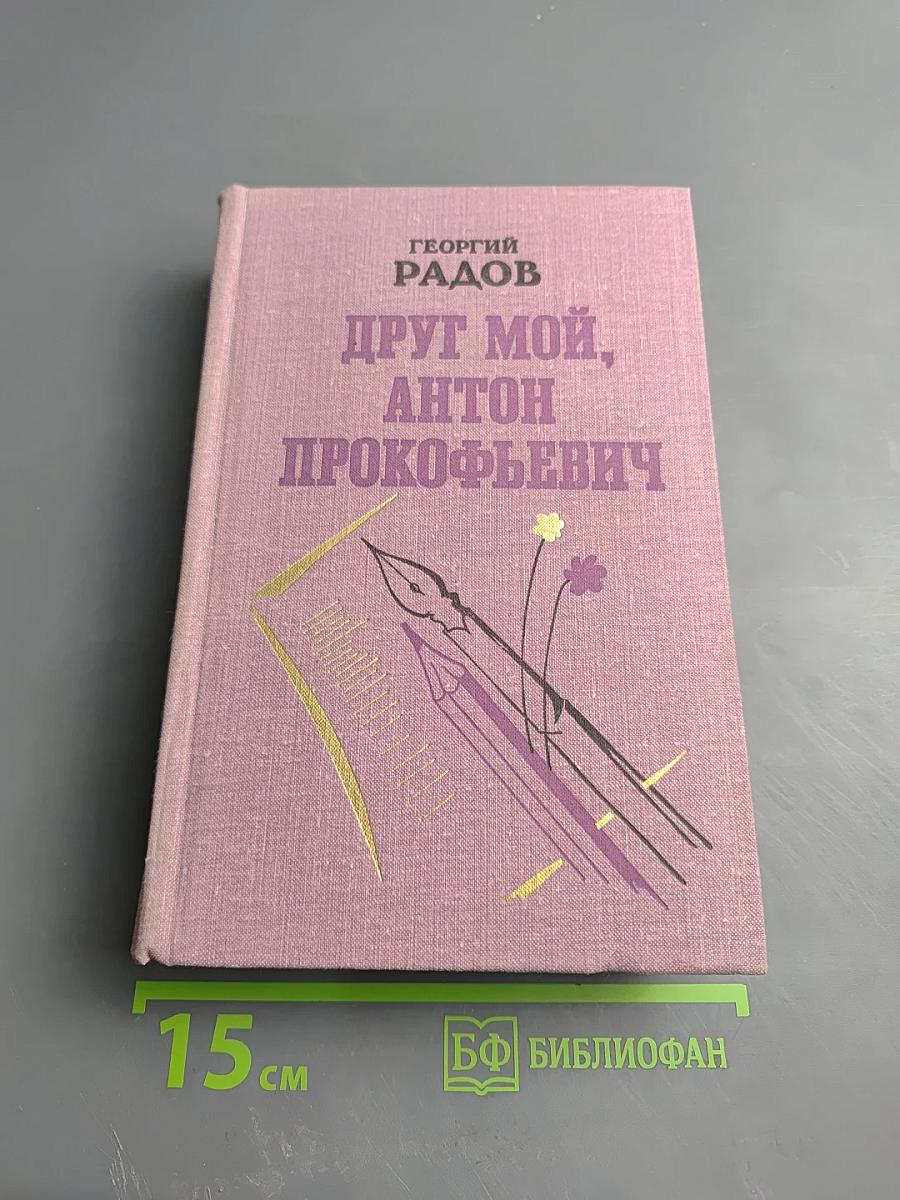 ГЕОРГИЙ
РАДОВ
ДРУГ МОЙ,
АНТОН
ПРОКОФЬЕВИЧ
15 см
БФ БИБЛИОФАН